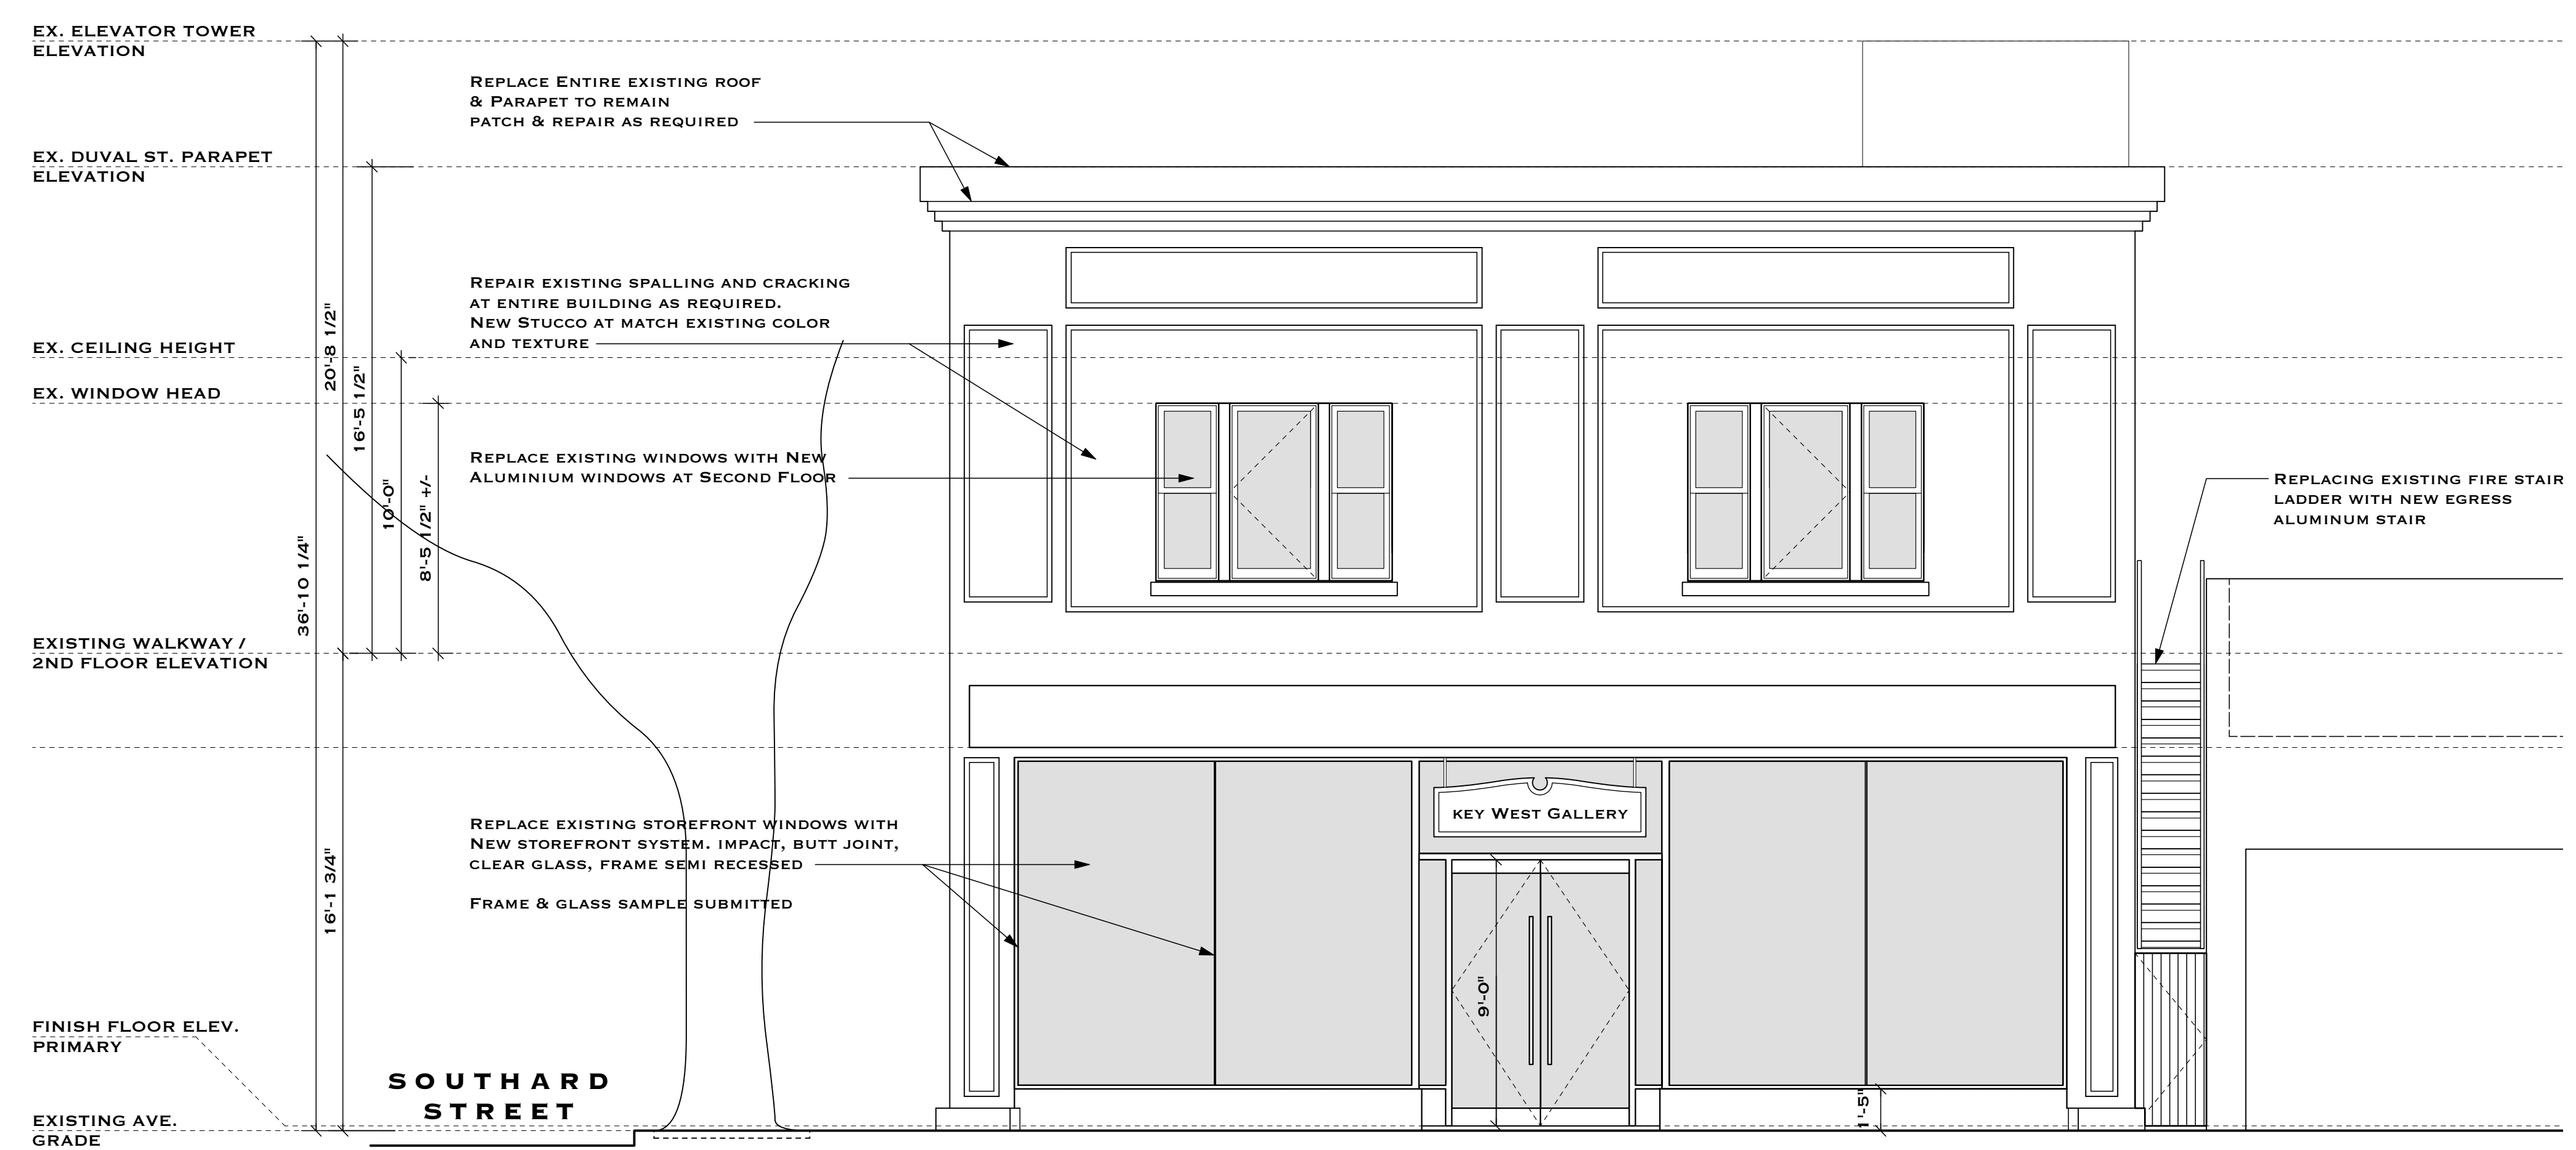 EX. ELEVATOR TOWER
ELEVATION
REPLACE ENTIRE EXISTING ROOF
& PARAPET TO REMAIN
PATCH & REPAIR AS REQUIRED
EX. DUVAL ST. PARAPET
ELEVATION
REPAIR EXISTING SPALLING AND CRACKING
AT ENTIRE BUILDING AS REQUIRED.
NEW STUCCO AT MATCH EXISTING COLOR
AND TEXTURE
EX. CEILING HEIGHT
EX. WINDOW HEAD
20'-8 1/2"
16'-5 1/2"
10'-0"
8'-5 1/2" +/-
36'-10 1/4"
REPLACE EXISTING WINDOWS WITH NEW
ALUMINIUM WINDOWS AT SECOND FLOOR
REPLACING EXISTING FIRE STAIR
LADDER WITH NEW EGRESS
ALUMINUM STAIR
EXISTING WALKWAY /
2ND FLOOR ELEVATION
KEY WEST GALLERY
REPLACE EXISTING STOREFRONT WINDOWS WITH
NEW STOREFRONT SYSTEM. IMPACT, BUTT JOINT,
CLEAR GLASS, FRAME SEMI RECESSED
FRAME & GLASS SAMPLE SUBMITTED
16'-1 3/4"
9'-0"
FINISH FLOOR ELEV.
PRIMARY
SOUTHARD
STREET
1'-5"
EXISTING AVE.
GRADE